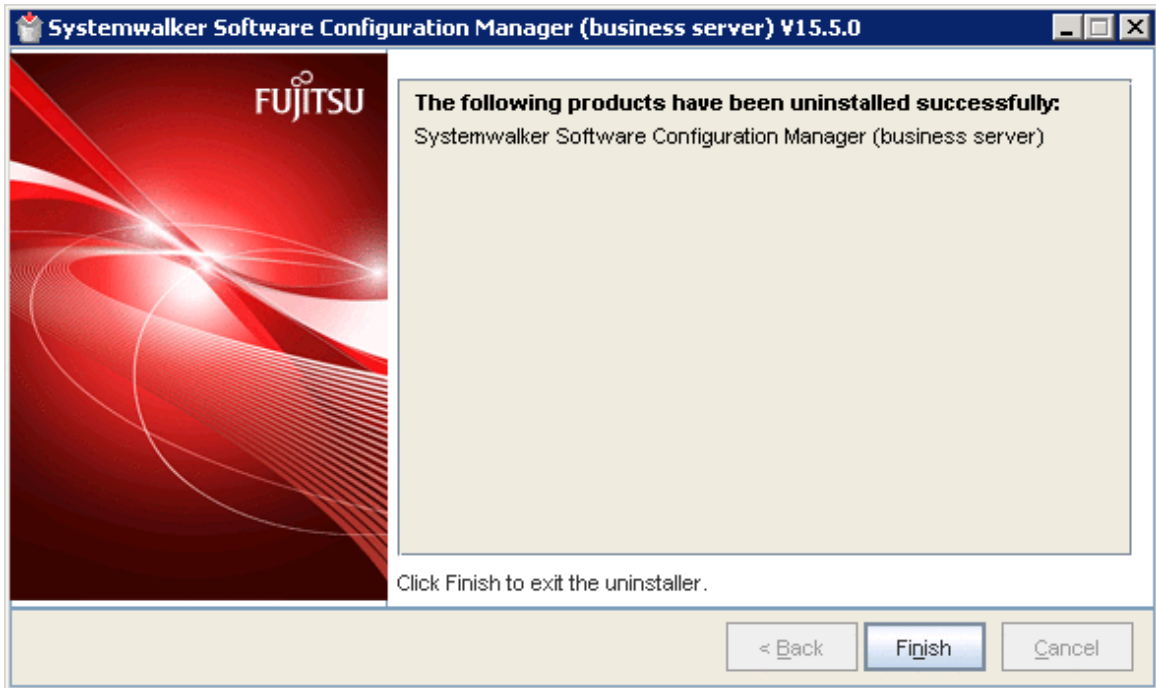 Systemwalker Software Configuration Manager (business server) V15.5.0
FUJITSU
The following products have been uninstalled successfully:
Systemwalker Software Configuration Manager (business server)
Click Finish to exit the uninstaller.
< Back
Finish
Cancel